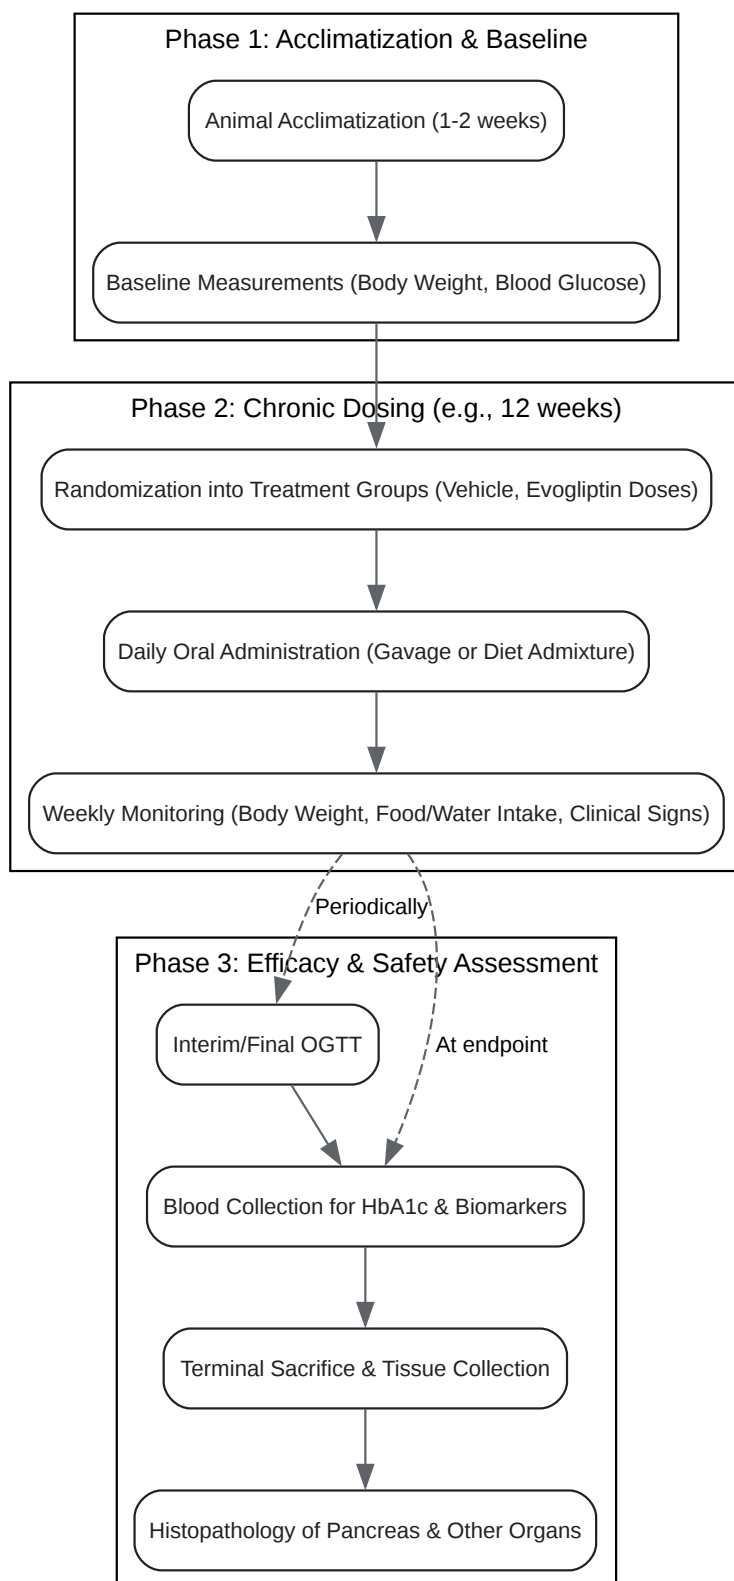 Phase 1: Acclimatization & Baseline
Animal Acclimatization (1-2 weeks)
Baseline Measurements (Body Weight, Blood Glucose)
Phase 2: Chronic Dosing (e.g., 12 weeks)
Randomization into Treatment Groups (Vehicle, Evogliptin Doses)
Daily Oral Administration (Gavage or Diet Admixture)
Weekly Monitoring (Body Weight, Food/Water Intake, Clinical Signs)
Periodically
Phase 3: Efficacy & Safety Assessment
Interim/Final OGTT
At endpoint
Blood Collection for HbA1c & Biomarkers
Terminal Sacrifice & Tissue Collection
Histopathology of Pancreas & Other Organs